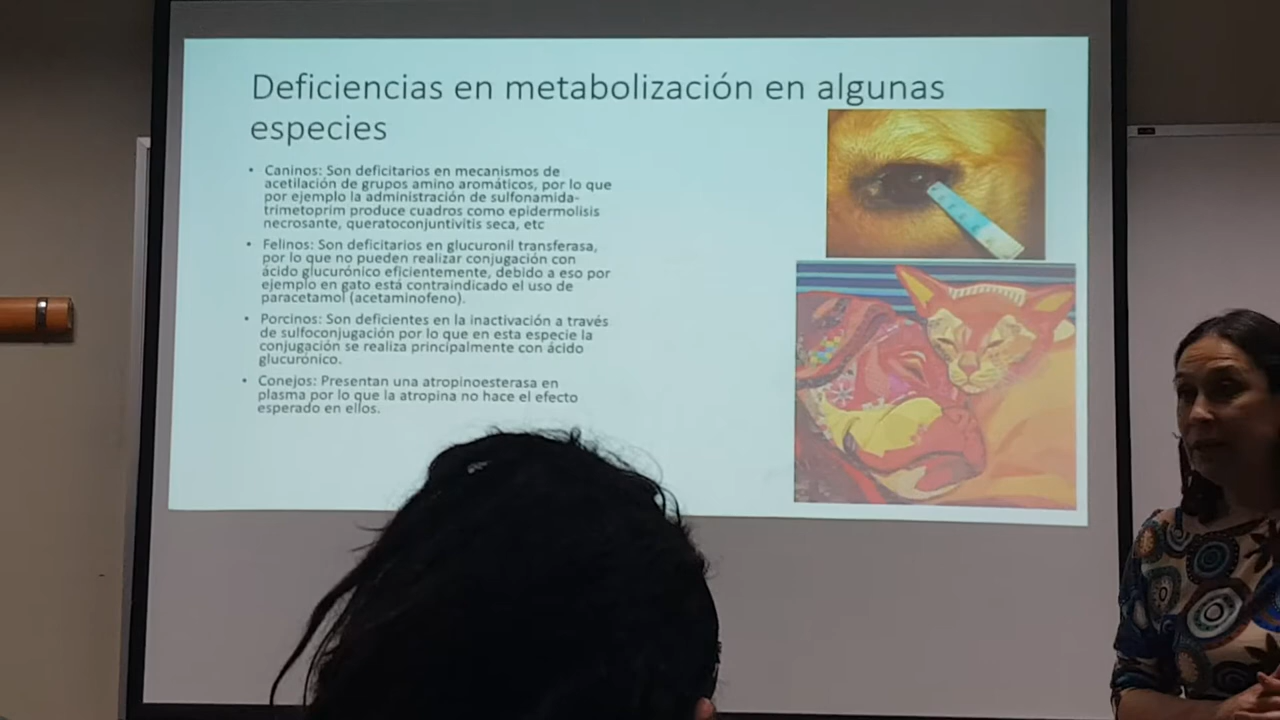 Deficiencias en metabolización en algunas
especies
• Caninos: Son deficitarios en mecanismos de
acetilación de grupos amino aromáticos, por lo que
por ejemplo la administración de sulfonamida-
trimetoprim produce cuadros como epidermolisis
necrosante, queratoconjuntivitis seca, etc
• Felinos: Son deficitarios en glucuronil transferasa,
por lo que no pueden realizar conjugación con
ácido glucurónico eficientemente, debido a eso por
ejemplo en gato está contraindicado el uso de
paracetamol (acetaminofeno).
• Porcinos: Son deficientes en la inactivación a través
de sulfoconjugación por lo que en esta especie la
conjugación se realiza principalmente con ácido
glucurónico.
• Conejos: Presentan una atropinoesterasa en
plasma por lo que la atropina no hace el efecto
esperado en ellos.